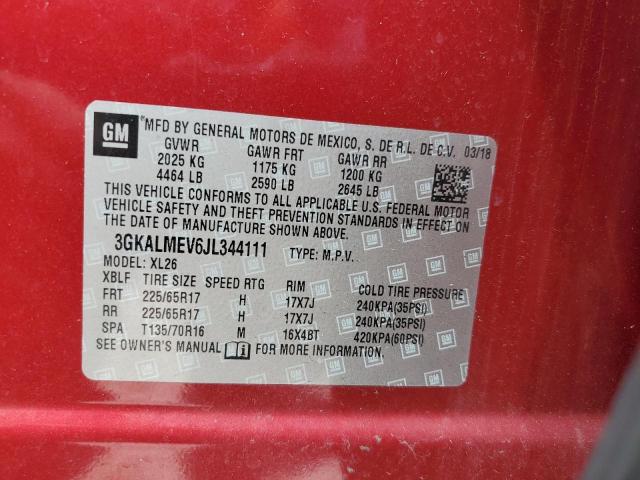 GM ®MFD BY GENERAL MOTORS DE MEXICO, S. DE R.L. DE C.V. 03/18
GVWR GAWR FRT GAWR RR
2025 KG 1175 KG 1200 KG
4464 LB 2590 LB 2645 LB
THIS VEHICLE CONFORMS TO ALL APPLICABLE U.S. FEDERAL MOTOR
VEHICLE SAFETY AND THEFT PREVENTION STANDARDS IN EFFECT ON
THE DATE OF MANUFACTURE SHOWN ABOVE.
3GKALMEV6JL344111 TYPE: M.P.V.
MODEL: XL26
XBLF TIRE SIZE SPEED RTG RIM COLD TIRE PRESSURE
FRT 225/65R17 H 17X7J 240KPA(35PSI)
RR 225/65R17 H 17X7J 240KPA(35PSI)
SPA T135/70R16 M 16X4BT 420KPA(60PSI)
SEE OWNER'S MANUAL FOR MORE INFORMATION.